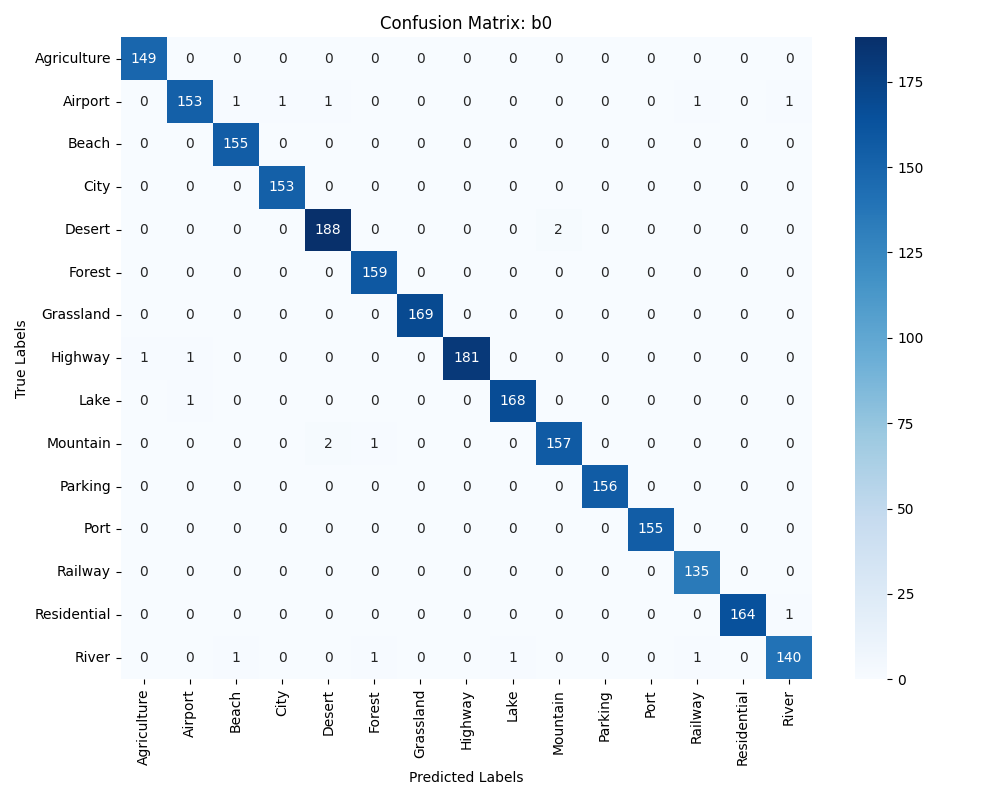 Confusion Matrix: b0
True Labels
Agriculture 149 0 0 0 0 0 0 0 0 0 0 0 0 0 0
Airport 0 153 1 1 1 0 0 0 0 0 0 0 1 0 1
Beach 0 0 155 0 0 0 0 0 0 0 0 0 0 0 0
City 0 0 0 153 0 0 0 0 0 0 0 0 0 0 0
Desert 0 0 0 0 188 0 0 0 0 2 0 0 0 0 0
Forest 0 0 0 0 0 159 0 0 0 0 0 0 0 0 0
Grassland 0 0 0 0 0 0 169 0 0 0 0 0 0 0 0
Highway 1 1 0 0 0 0 0 181 0 0 0 0 0 0 0
Lake 0 1 0 0 0 0 0 0 168 0 0 0 0 0 0
Mountain 0 0 0 0 2 1 0 0 0 157 0 0 0 0 0
Parking 0 0 0 0 0 0 0 0 0 0 156 0 0 0 0
Port 0 0 0 0 0 0 0 0 0 0 0 155 0 0 0
Railway 0 0 0 0 0 0 0 0 0 0 0 0 135 0 0
Residential 0 0 0 0 0 0 0 0 0 0 0 0 0 164 1
River 0 0 1 0 0 1 0 0 1 0 0 0 1 0 140
Agriculture
Airport
Beach
City
Desert
Forest
Grassland
Highway
Lake
Mountain
Parking
Port
Railway
Residential
River
Predicted Labels
175
150
125
100
75
50
25
0